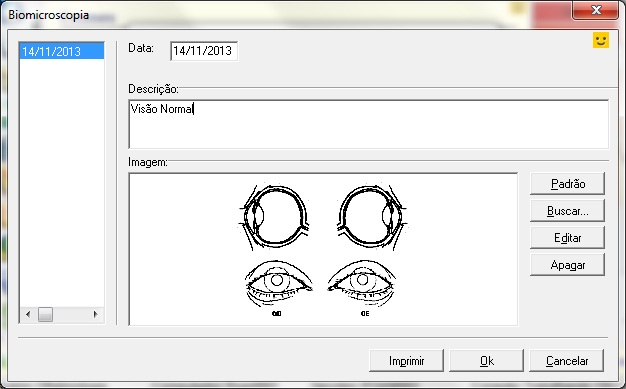 Biomicroscopia
14/11/2013
Data: 14/11/2013
Descrição:
Visão Normal
Imagem:
Padrão
Buscar...
Editar
Apagar
OD OE
Imprimir Ok Cancelar